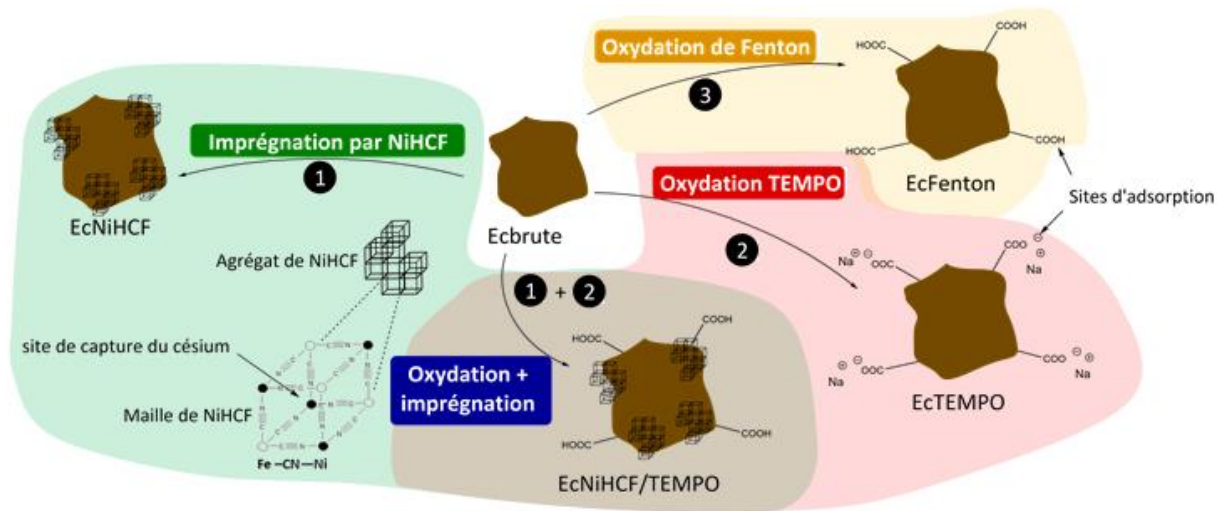 Oxydation de Fenton
3
HOOC
COOH
HOOC
COOH
EcFenton
Imprégnation par NiHCF
1
EcNiHCF
Ecbrute
Oxydation TEMPO
2
Sites d'adsorption
Agrégat de NiHCF
1 + 2
Na ⊕ ⊖ OOC
COO ⊖
⊕
Na
HOOC
COOH
site de capture du césium
Maille de NiHCF
Oxydation +
imprégnation
Na ⊕ ⊖ OOC
COO ⊖ ⊕
Na
EcTEMPO
HOOC
COOH
Fe –CN—Ni
EcNiHCF/TEMPO